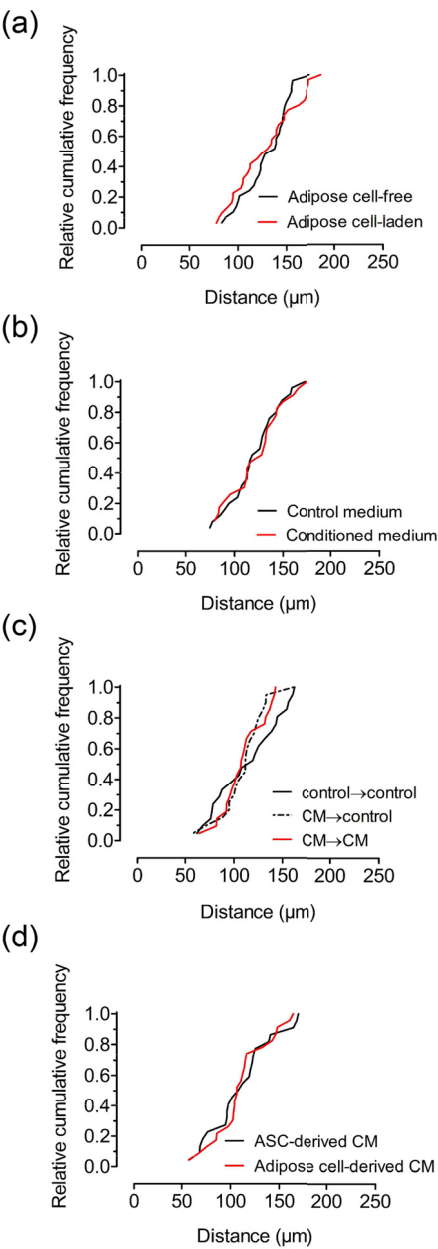 (a)
Relative cumulative frequency
1.0
0.8
0.6
0.4
0.2
0.0
Adipose cell-free
Adipose cell-laden
0 50 100 150 200 250
Distance (µm)
(b)
Relative cumulative frequency
1.0
0.8
0.6
0.4
0.2
0.0
Control medium
Conditioned medium
0 50 100 150 200 250
Distance (µm)
(c)
Relative cumulative frequency
1.0
0.8
0.6
0.4
0.2
0.0
control→control
CM→control
CM→CM
0 50 100 150 200 250
Distance (µm)
(d)
Relative cumulative frequency
1.0
0.8
0.6
0.4
0.2
0.0
ASC-derived CM
Adipose cell-derived CM
0 50 100 150 200 250
Distance (µm)